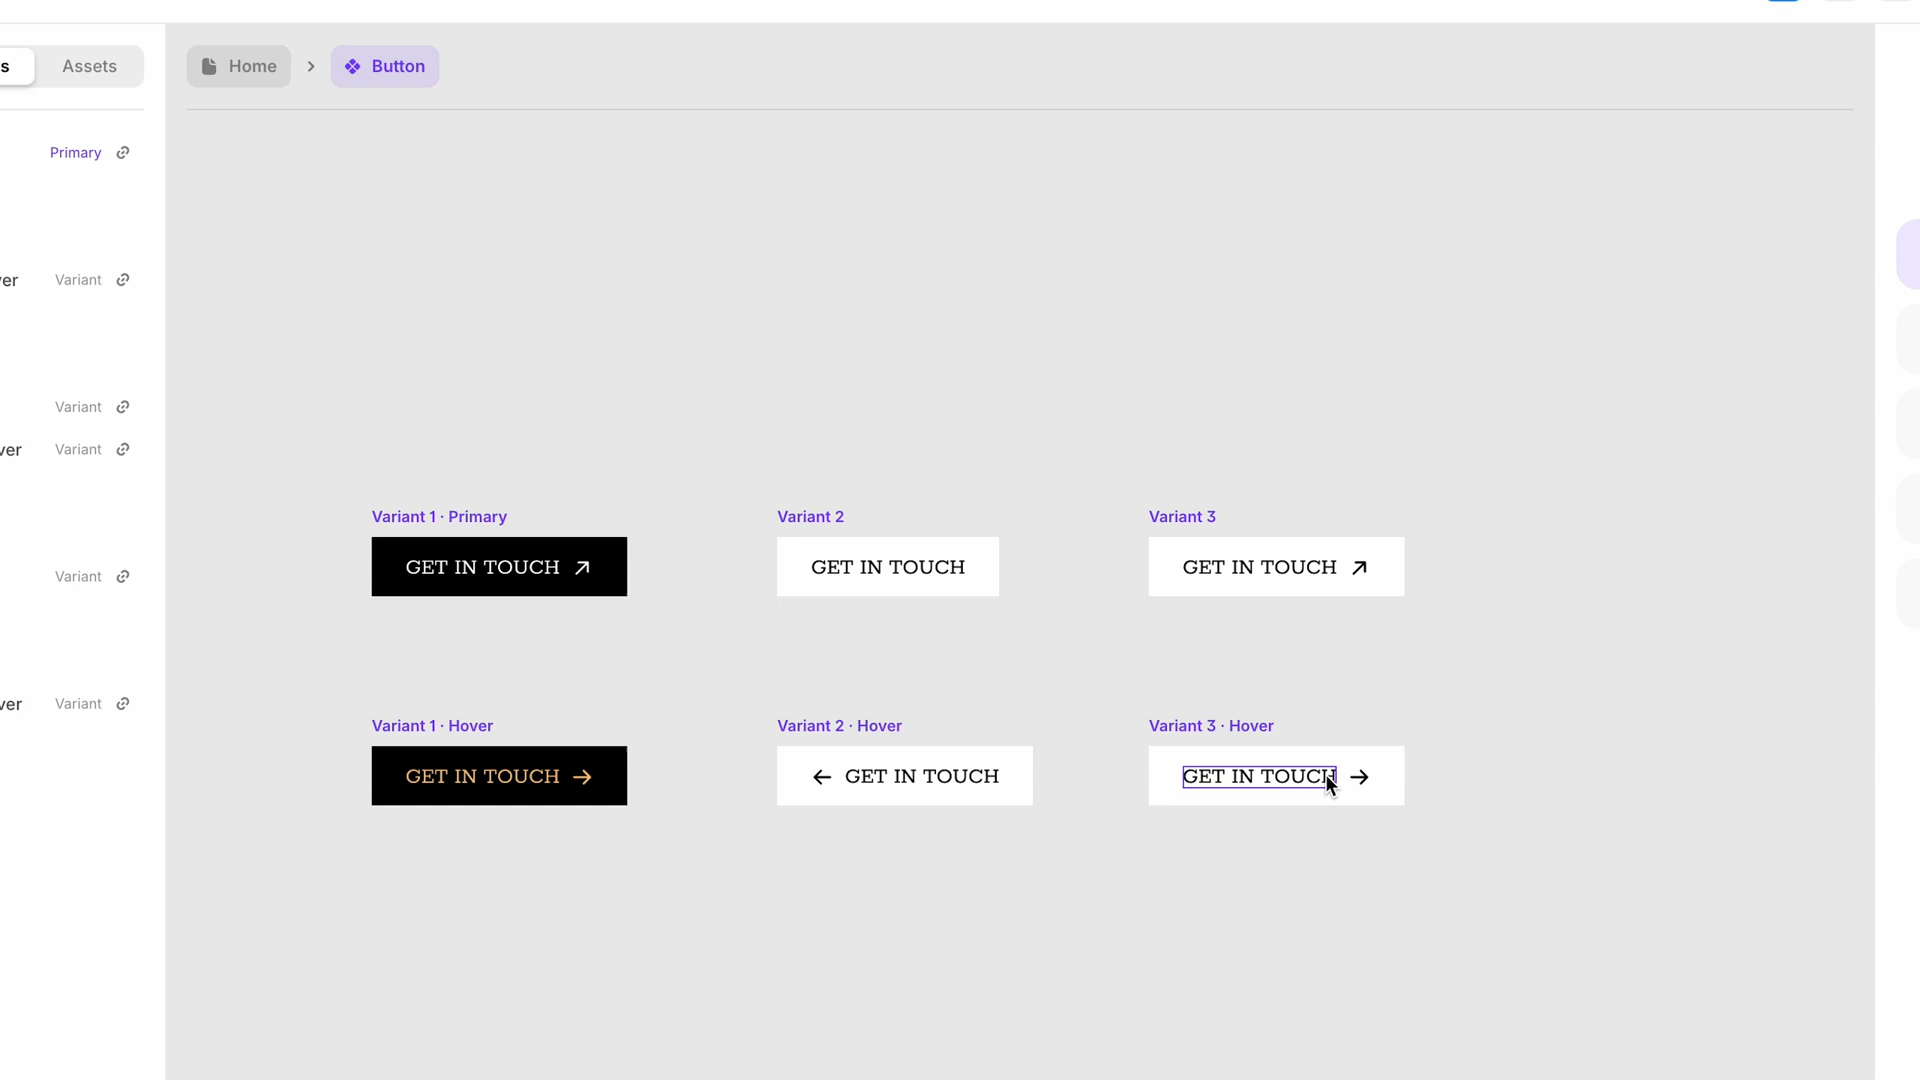 s Assets
Home > Button
Primary
ver Variant
Variant
ver Variant
Variant
ver Variant
Variant 1 · Primary
GET IN TOUCH ↗
Variant 2
GET IN TOUCH
Variant 3
GET IN TOUCH ↗
Variant 1 · Hover
GET IN TOUCH →
Variant 2 · Hover
← GET IN TOUCH
Variant 3 · Hover
GET IN TOUCH →